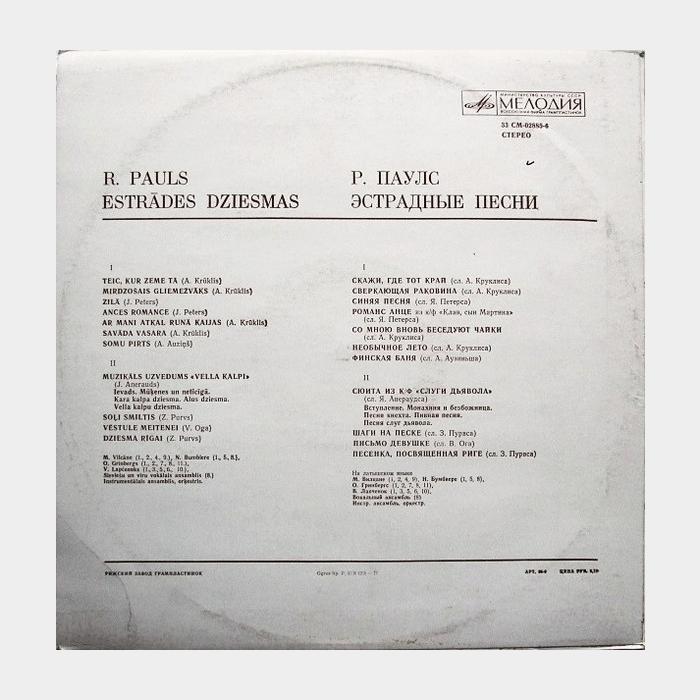 МИНИСТЕРСТВО КУЛЬТУРЫ СССР
МЕЛОДИЯ
ВСЕСОЮЗНАЯ ФИРМА ГРАМПЛАСТИНОК
33 СМ-02885-6
СТЕРЕО
R. PAULS
ESTRĀDES DZIESMAS
I
TEIC, KUR ZEME TĀ (A. Krūklis)
MIRDZOŠAIS GLIEMEŽVĀKS (A. Krūklis)
ZILĀ (J. Peters)
ANCES ROMANCE (J. Peters)
AR MANI ATKAL RUNĀ KAIJAS (A. Krūklis)
SAVĀDA VASARA (A. Krūklis)
SOMU PIRTS (A. Auziņš)
II
MUZIKĀLS UZVEDUMS «VELLA KALPI»
(J. Anerauds)
Ievads. Mūķenes un neticīgā.
Kara kalpa dziesma. Alus dziesma.
Vella kalpu dziesma.
SOĻI SMILTĪS (Z. Purvs)
VĒSTULE MEITENEI (V. Oga)
DZIESMA RĪGAI (Z. Purvs)
M. Vilcāne (1., 2., 4., 9.), N. Bumbiere (1., 5., 8.),
O. Grīnbergs (1., 2., 7., 8., 11.),
V. Lapčenoks (1., 3., 5., 6., 10.),
Sieviešu un vīru vokālais ansamblis (8.)
Instrumentālais ansamblis, orķestris.
Р. ПАУЛС
ЭСТРАДНЫЕ ПЕСНИ
I
СКАЖИ, ГДЕ ТОТ КРАЙ (сл. А. Круклиса)
СВЕРКАЮЩАЯ РАКОВИНА (сл. А. Круклиса)
СИНЯЯ ПЕСНЯ (сл. Я. Петерса)
РОМАНС АНЦЕ из к/ф «Клав, сын Мартина»
(сл. Я. Петерса)
СО МНОЮ ВНОВЬ БЕСЕДУЮТ ЧАЙКИ
(сл. А. Круклиса)
НЕОБЫЧНОЕ ЛЕТО (сл. А. Круклиса)
ФИНСКАЯ БАНЯ (сл. А. Аузиньша)
II
СЮИТА ИЗ К/Ф «СЛУГИ ДЬЯВОЛА»
(сл. Я. Анераудса)
Вступление. Монахиня и безбожница.
Песня кнехта. Пивная песня.
Песня слуг дьявола.
ШАГИ НА ПЕСКЕ (сл. З. Пурвса)
ПИСЬМО ДЕВУШКЕ (сл. В. Ога)
ПЕСЕНКА, ПОСВЯЩЕННАЯ РИГЕ (сл. З. Пурвса)
На латышском языке
М. Вилцане (1, 2, 4, 9), Н. Бумбиере (1, 5, 8),
О. Гринбергс (1, 2, 7, 8, 11),
В. Лапченок (1, 3, 5, 6, 10),
Вокальный ансамбль (8)
Инстр. ансамбль, оркестр.
РИЖСКИЙ ЗАВОД ГРАМПЛАСТИНОК
АРТ.
ЦЕНА РУБ.